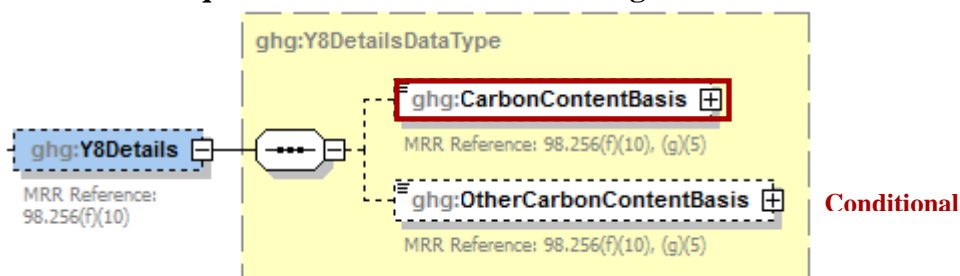 ghg:Y8DetailsDataType
ghg:CarbonContentBasis
MRR Reference: 98.256(f)(10), (g)(5)
ghg:Y8Details
MRR Reference:
98.256(f)(10)
ghg:OtherCarbonContentBasis
Conditional
MRR Reference: 98.256(f)(10), (g)(5)